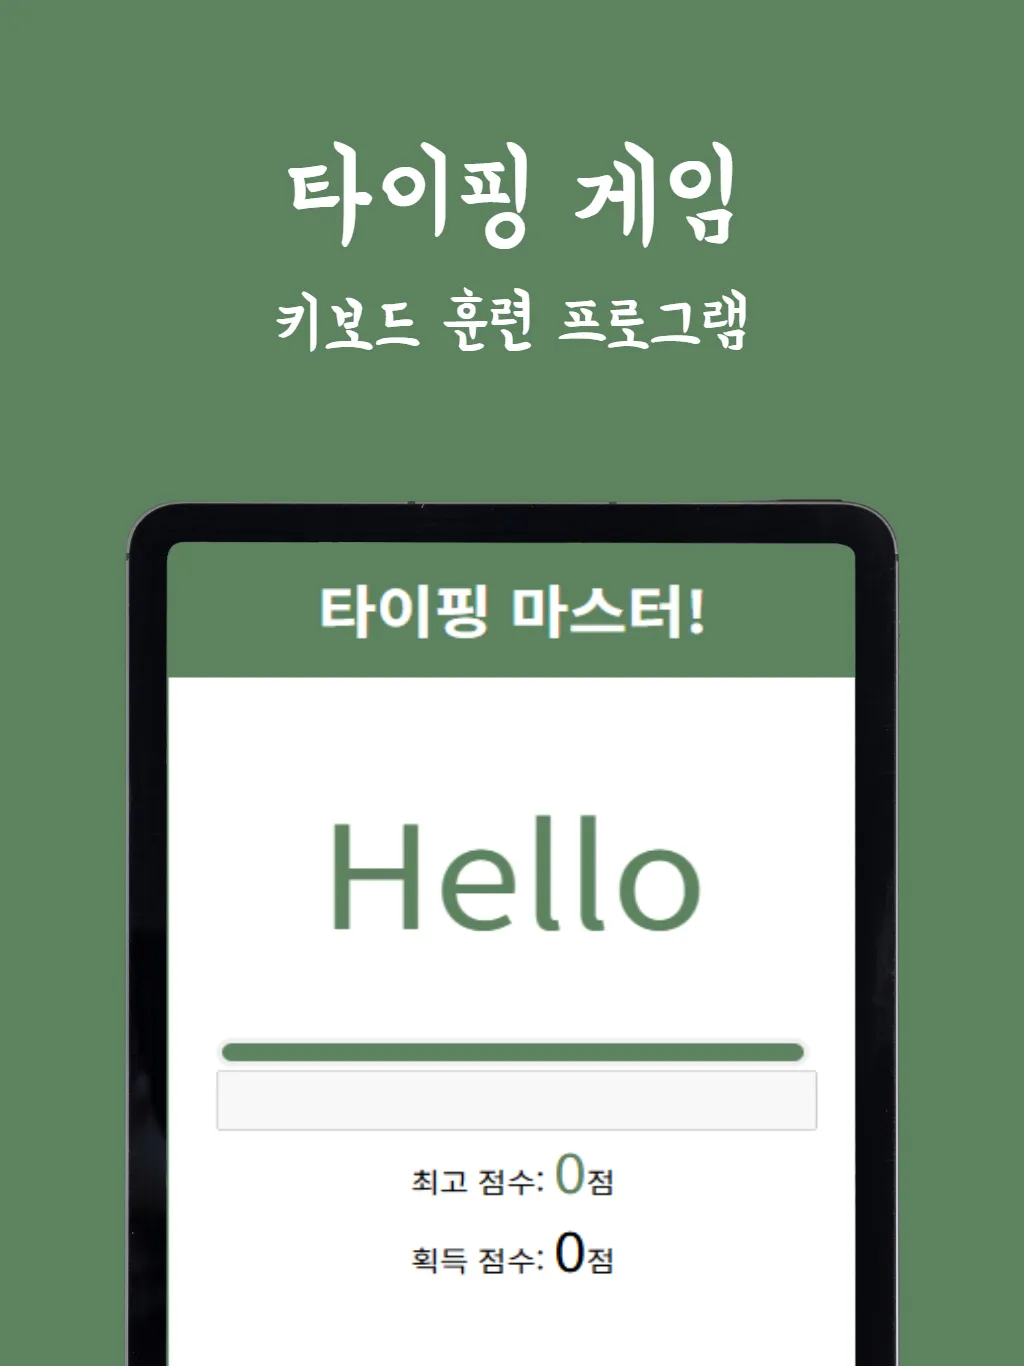 타이핑 게임
키보드 훈련 프로그램
타이핑 마스터!
Hello
최고 점수: 0점
획득 점수: 0점